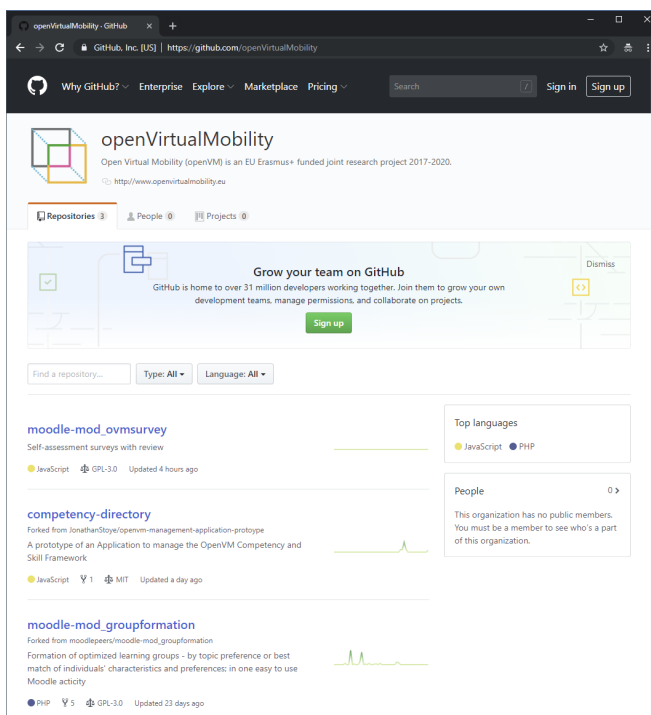 openVirtualMobility · GitHub
GitHub, Inc. [US] | https://github.com/openVirtualMobility
Why GitHub? Enterprise Explore Marketplace Pricing Search / Sign in Sign up
openVirtualMobility
Open Virtual Mobility (openVM) is an EU Erasmus+ funded joint research project 2017-2020.
http://www.openvirtualmobility.eu
Repositories 3 People 0 Projects 0
Dismiss
Grow your team on GitHub
GitHub is home to over 31 million developers working together. Join them to grow your own
development teams, manage permissions, and collaborate on projects.
Sign up
Find a repository... Type: All Language: All
moodle-mod_ovmsurvey
Self-assessment surveys with review
JavaScript GPL-3.0 Updated 4 hours ago
competency-directory
Forked from JonathanStoye/openvm-management-application-protoype
A prototype of an Application to manage the OpenVM Competency and
Skill Framework
JavaScript 1 MIT Updated a day ago
moodle-mod_groupformation
Forked from moodlepeers/moodle-mod_groupformation
Formation of optimized learning groups - by topic preference or best
match of individuals' characteristics and preferences; in one easy to use
Moodle acticity
PHP 5 GPL-3.0 Updated 23 days ago
Top languages
JavaScript PHP
People 0
This organization has no public members.
You must be a member to see who's a part
of this organization.